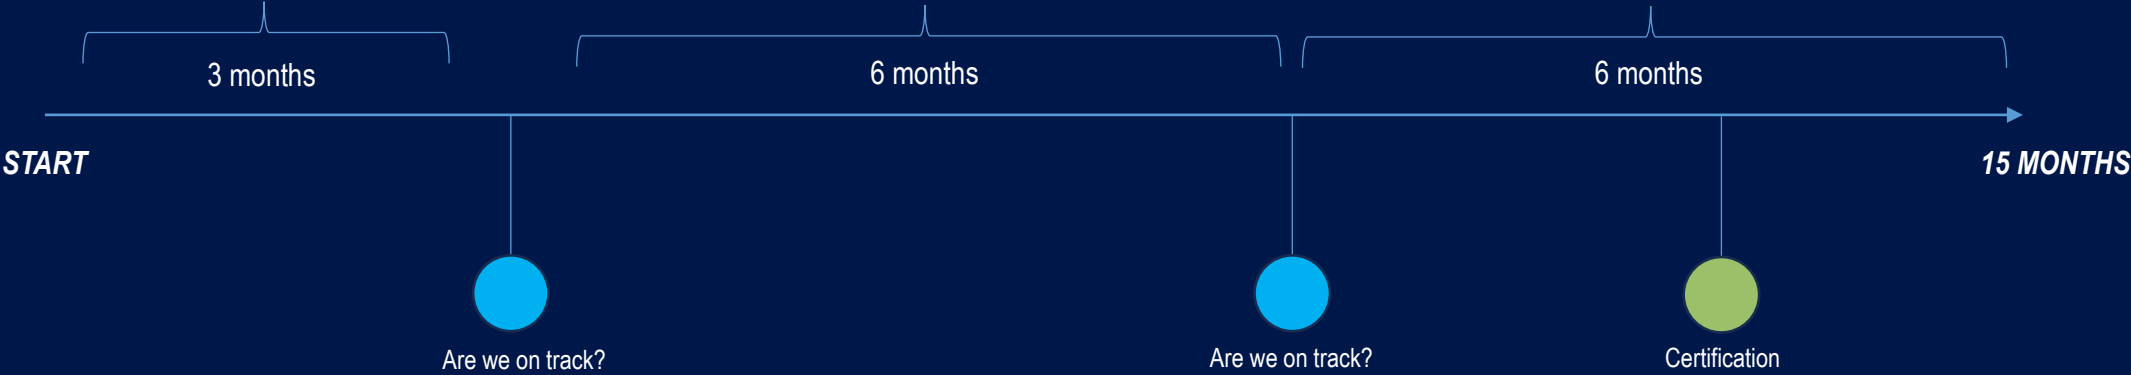 3 months
6 months
6 months
START
15 MONTHS
Are we on track?
Are we on track?
Certification